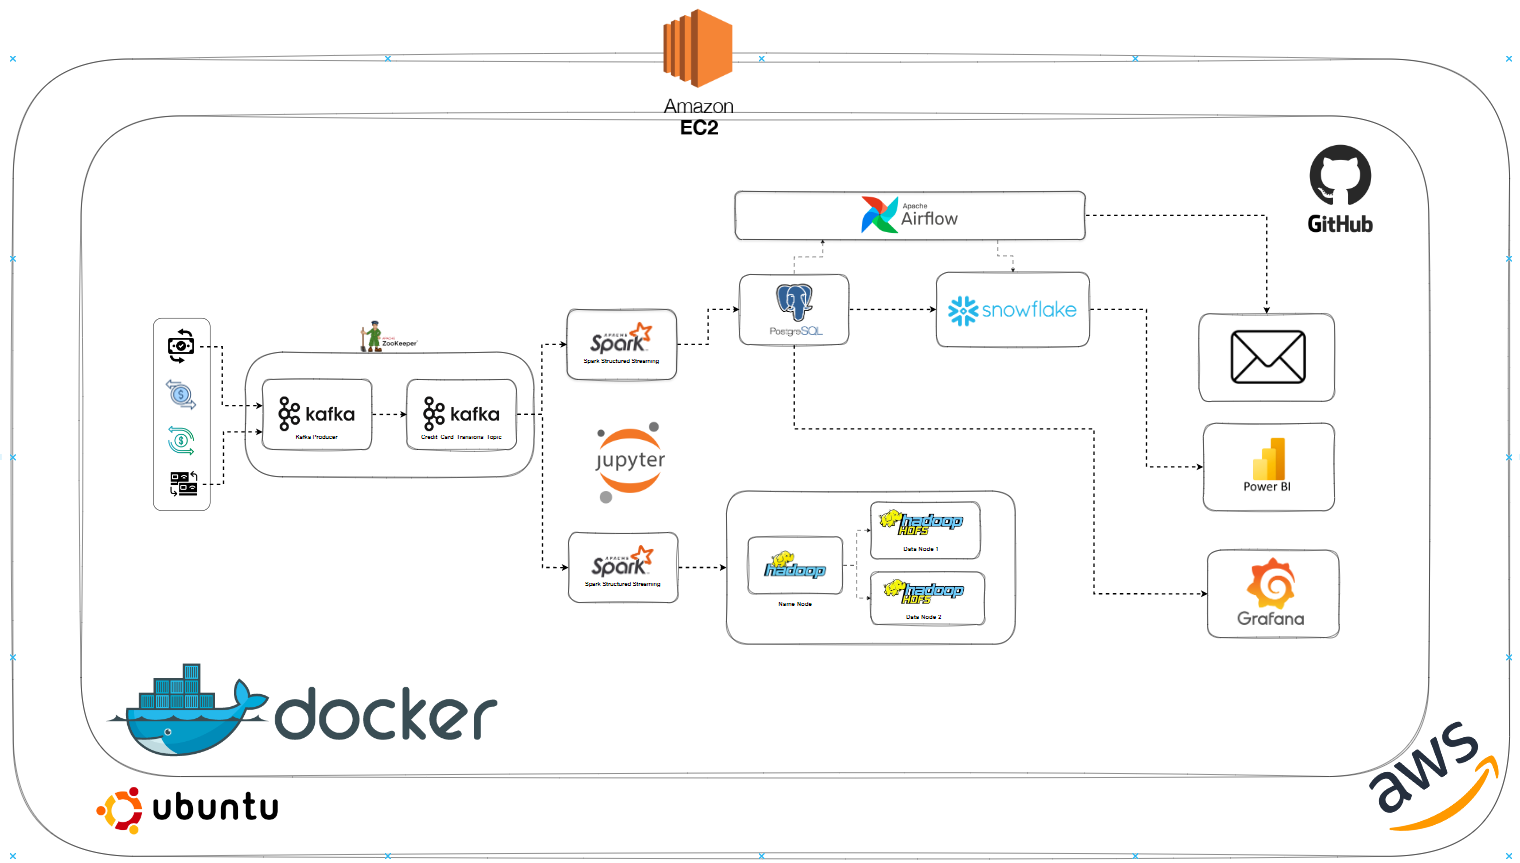 Amazon
EC2
GitHub
Apache
Airflow
PostgreSQL
snowflake
APACHE
Spark
Spark Structured Streaming
APACHE
ZooKeeper
kafka
Kafka Producer
kafka
Credit Card Transions Topic
jupyter
Power BI
APACHE
Spark
Spark Structured Streaming
hadoop
Name Node
hadoop
HDFS
Data Node 1
hadoop
HDFS
Data Node 2
Grafana
docker
ubuntu
aws